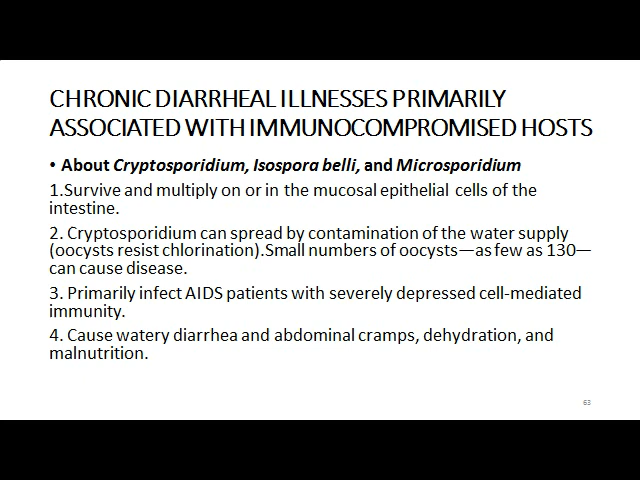 CHRONIC DIARRHEAL ILLNESSES PRIMARILY
ASSOCIATED WITH IMMUNOCOMPROMISED HOSTS
• About Cryptosporidium, Isospora belli, and Microsporidium
1.Survive and multiply on or in the mucosal epithelial cells of the
intestine.
2. Cryptosporidium can spread by contamination of the water supply
(oocysts resist chlorination).Small numbers of oocysts—as few as 130—
can cause disease.
3. Primarily infect AIDS patients with severely depressed cell-mediated
immunity.
4. Cause watery diarrhea and abdominal cramps, dehydration, and
malnutrition.
63